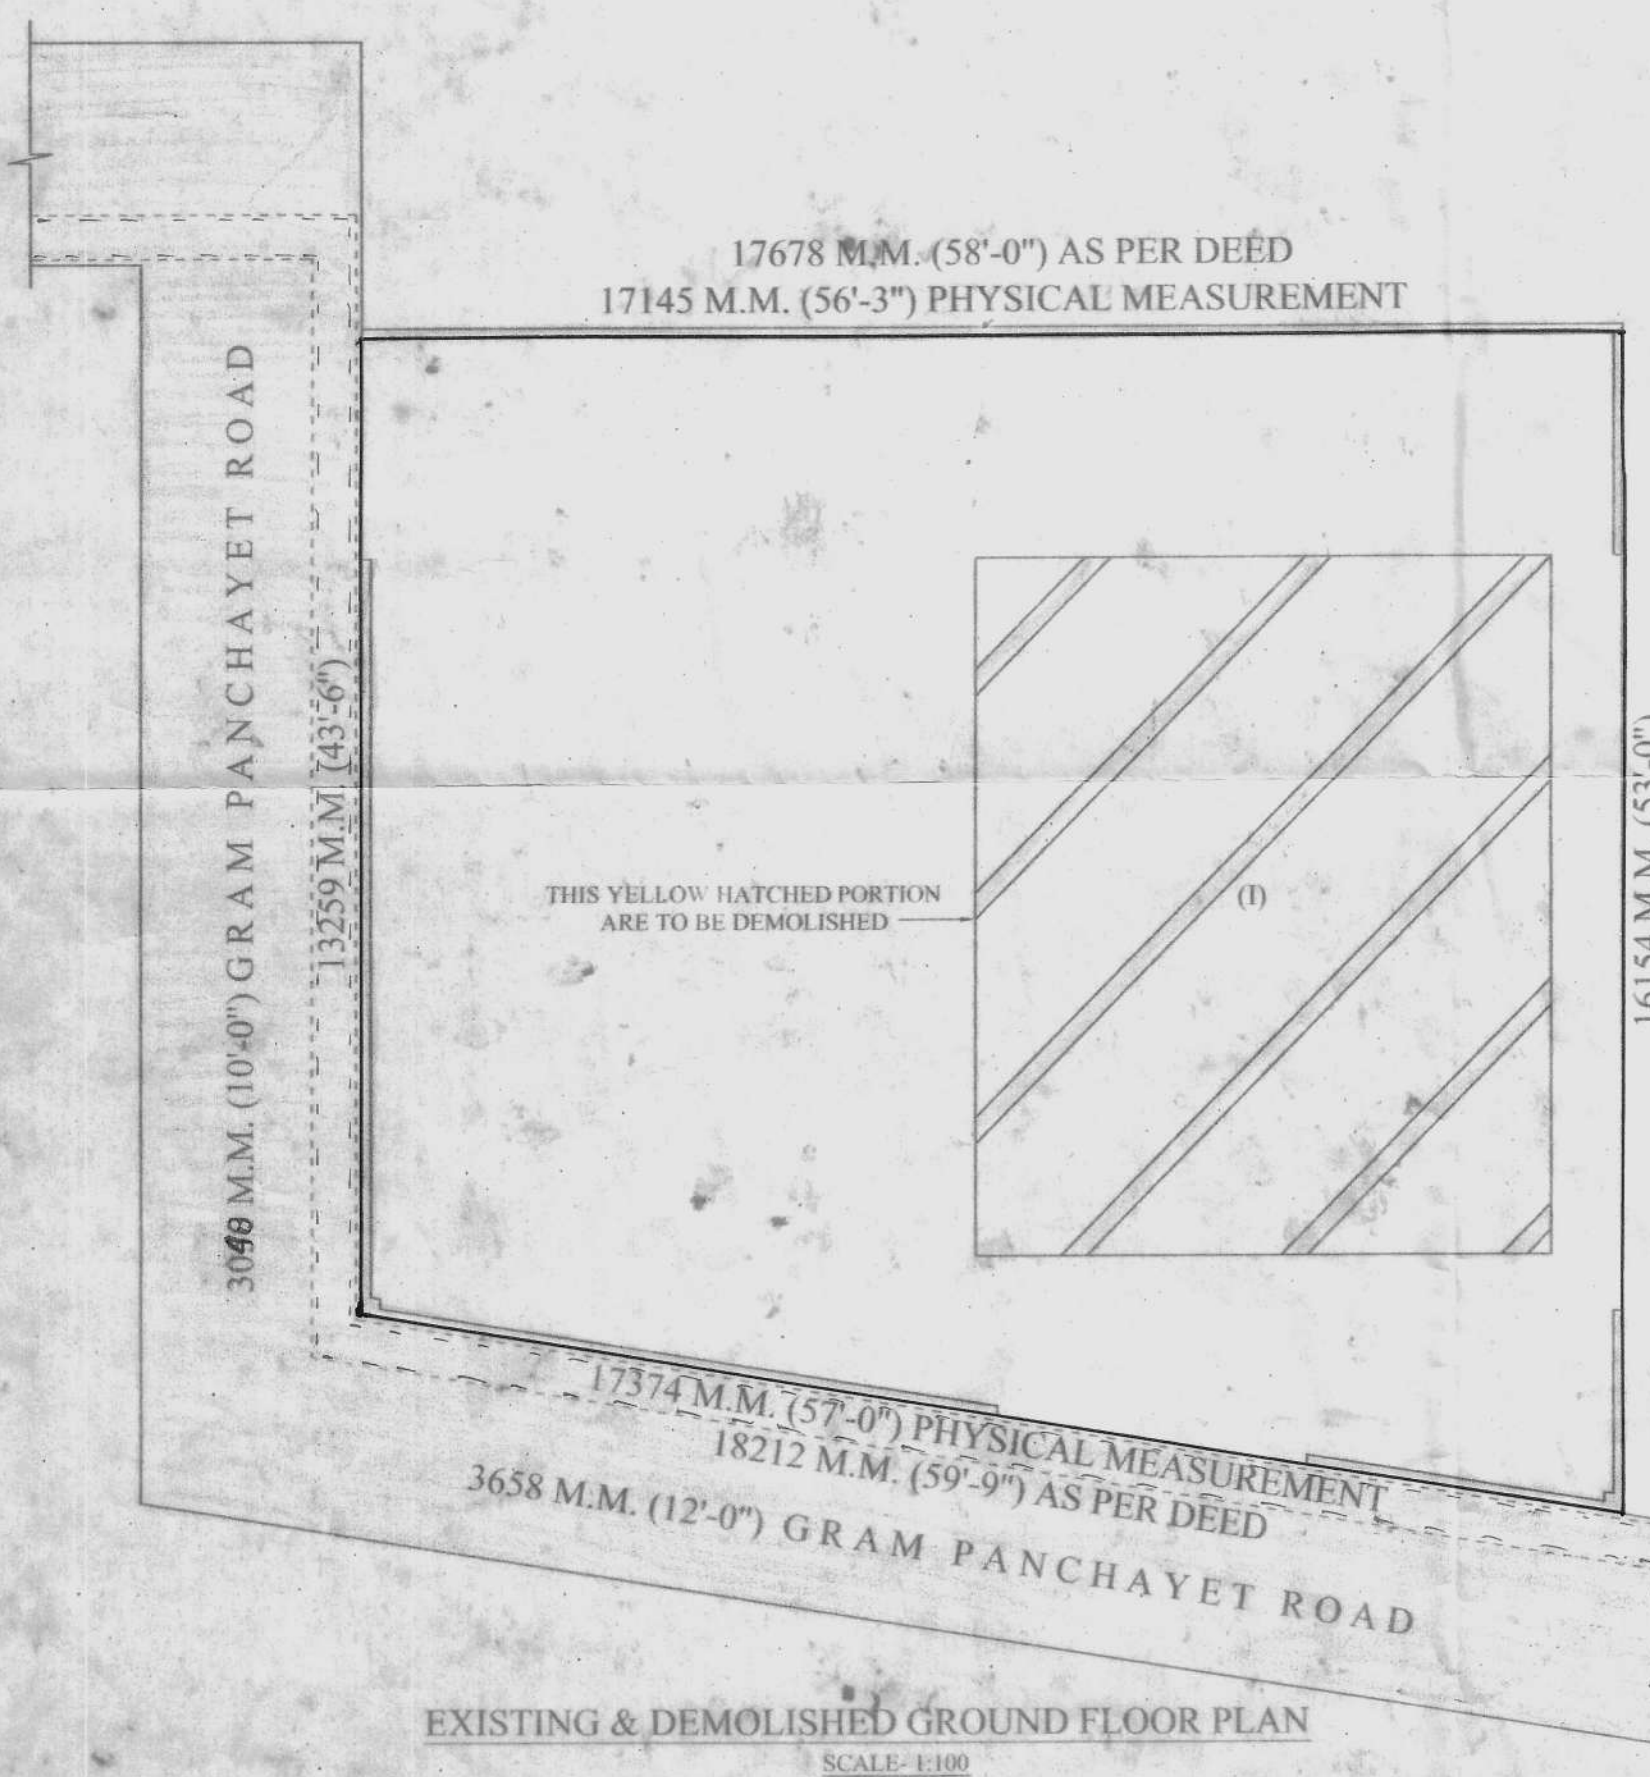 17678 M.M. (58'-0") AS PER DEED
17145 M.M. (56'-3") PHYSICAL MEASUREMENT
3048 M.M. (10'-0") GRAM PANCHAYET ROAD
13259 M.M (43'-6")
THIS YELLOW HATCHED PORTION
ARE TO BE DEMOLISHED
(I)
16154 M.M. (53'-0")
17374 M.M. (57'-0") PHYSICAL MEASUREMENT
18212 M.M. (59'-9") AS PER DEED
3658 M.M. (12'-0") GRAM PANCHAYET ROAD
EXISTING & DEMOLISHED GROUND FLOOR PLAN
SCALE- 1:100